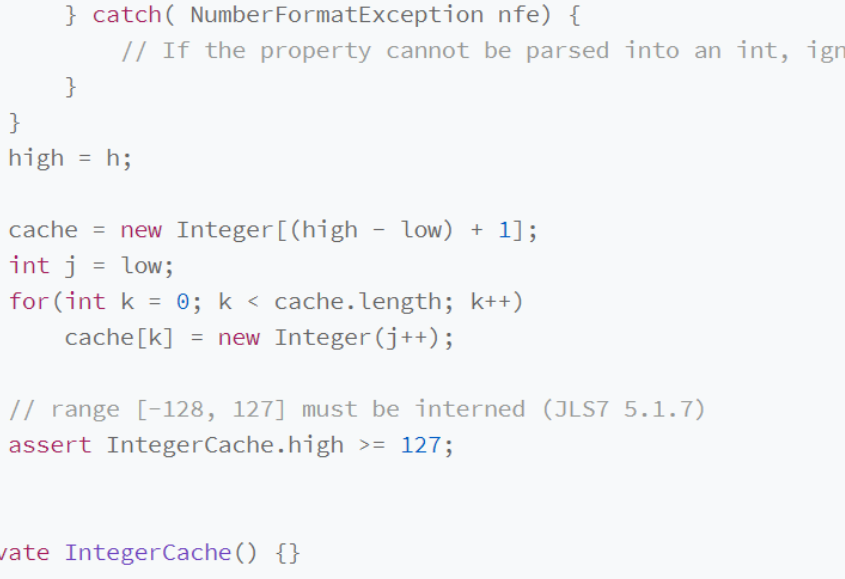 } catch( NumberFormatException nfe) {
// If the property cannot be parsed into an int,
}
}
high = h;
cache = new Integer[(high - low) + 1];
int j = low;
for(int k = 0; k < cache.length; k++)
cache[k] = new Integer(j++);
// range [-128, 127] must be interned (JLS7 5.1.7)
assert IntegerCache.high >= 127;
IntegerCache() {}